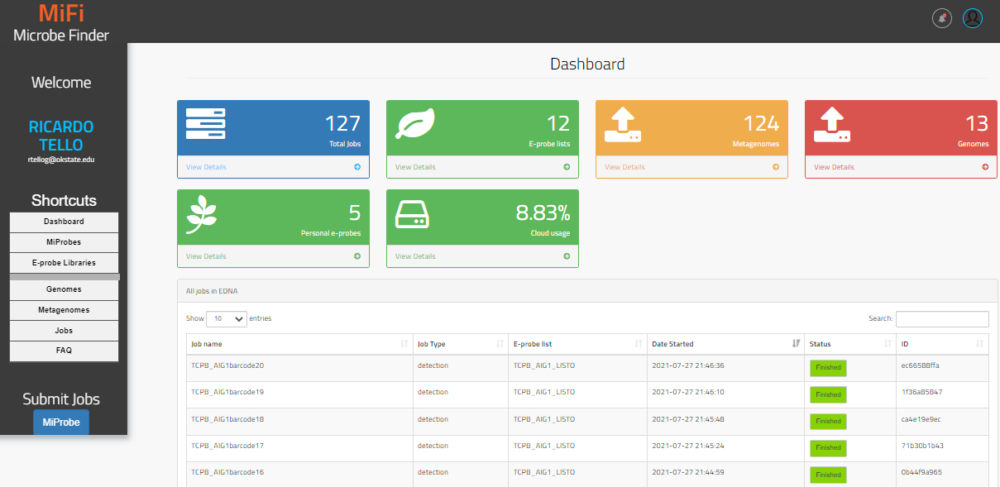 MiFi
Microbe Finder
Welcome
RICARDO
TELLO
rtellog@okstate.edu
Shortcuts
Dashboard
MiProbes
E-probe Libraries
Genomes
Metagenomes
Jobs
FAQ
Submit Jobs
MiProbe
Dashboard
127
Total Jobs
View Details
12
E-probe lists
View Details
124
Metagenomes
View Details
13
Genomes
View Details
5
Personal e-probes
View Details
8.83%
Cloud usage
View Details
All jobs in EDNA
Show 10 entries Search:
Job name Job Type E-probe list Date Started Status ID
TCPB_AIG1barcode20 detection TCPB_AIG1_LISTO 2021-07-27 21:46:36 Finished ec66588ffa
TCPB_AIG1barcode19 detection TCPB_AIG1_LISTO 2021-07-27 21:46:10 Finished 1f36a85847
TCPB_AIG1barcode18 detection TCPB_AIG1_LISTO 2021-07-27 21:45:48 Finished ca4e19e9ec
TCPB_AIG1barcode17 detection TCPB_AIG1_LISTO 2021-07-27 21:45:24 Finished 71b30b1b43
TCPB_AIG1barcode16 detection TCPB_AIG1_LISTO 2021-07-27 21:44:59 Finished 0b44f9a965